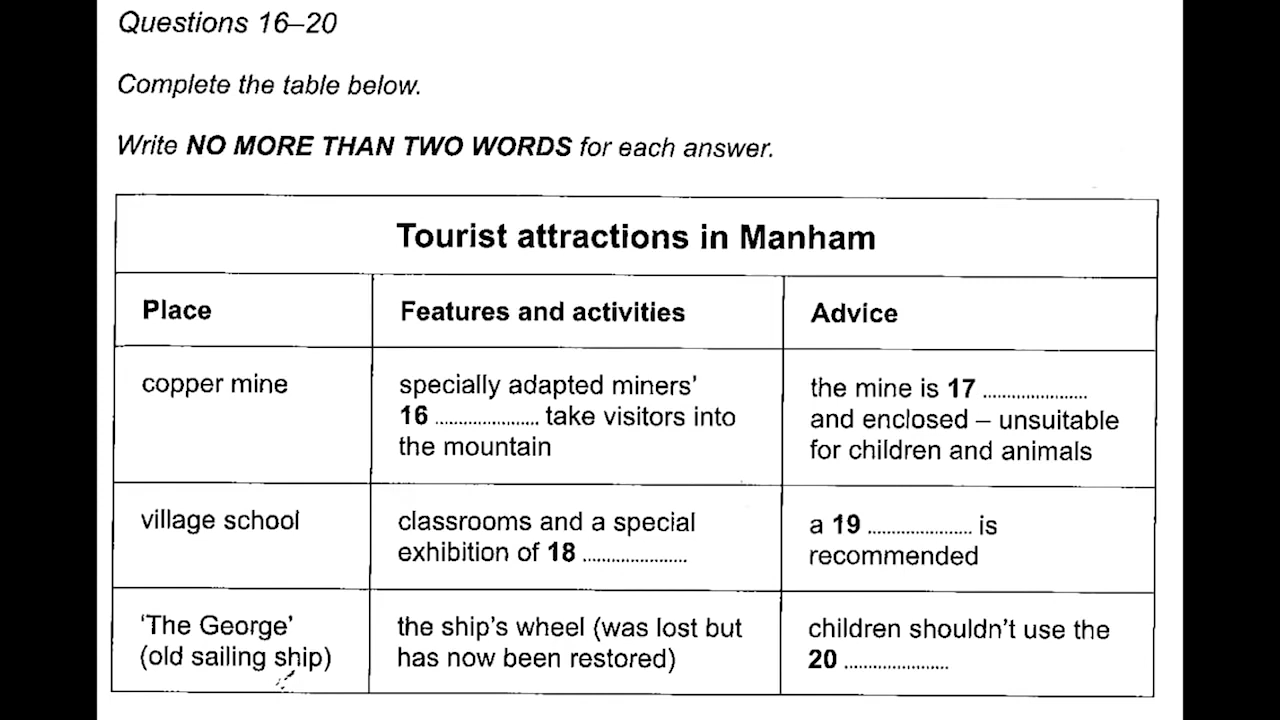 Questions 16–20
Complete the table below.
Write NO MORE THAN TWO WORDS for each answer.
Tourist attractions in Manham
Place
Features and activities
Advice
copper mine
specially adapted miners'
16 ...................... take visitors into
the mountain
the mine is 17 ......................
and enclosed – unsuitable
for children and animals
village school
classrooms and a special
exhibition of 18 ......................
a 19 ...................... is
recommended
'The George'
(old sailing ship)
the ship's wheel (was lost but
has now been restored)
children shouldn't use the
20 ......................